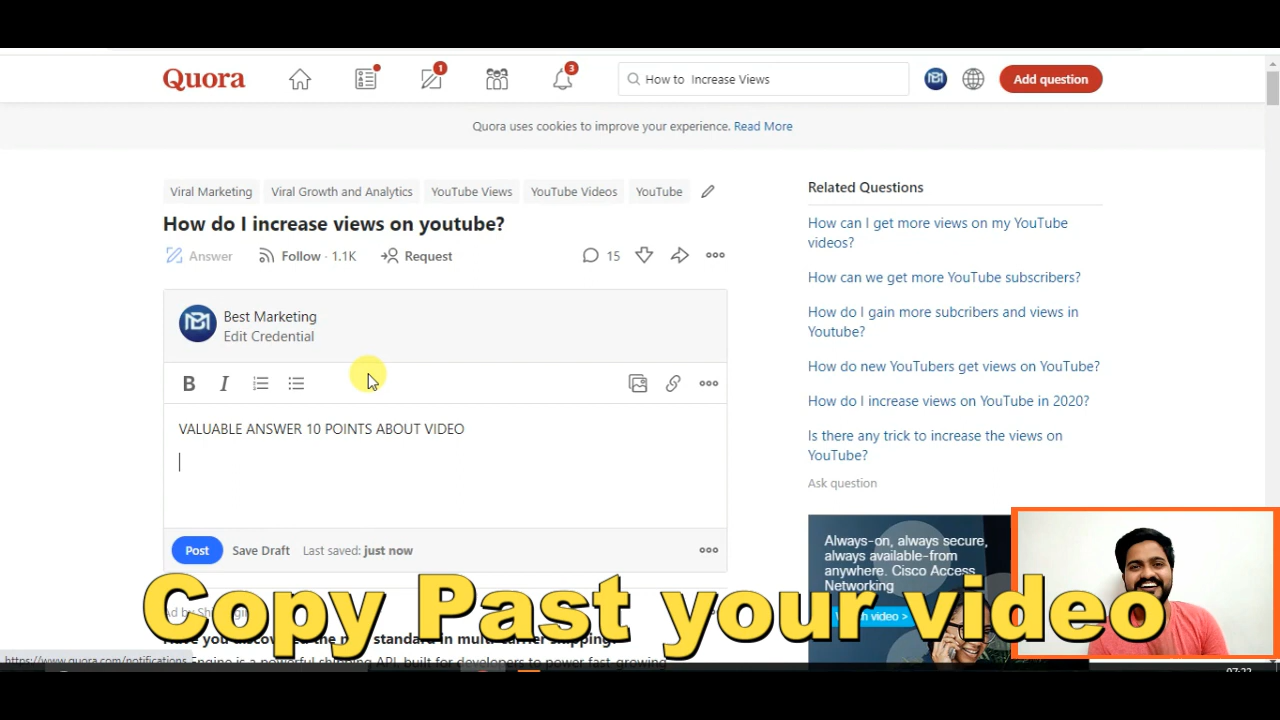 Quora
1
3
How to Increase Views
Add question
Quora uses cookies to improve your experience. Read More
Viral Marketing
Viral Growth and Analytics
YouTube Views
YouTube Videos
YouTube
How do I increase views on youtube?
Answer
Follow · 1.1K
Request
15
Best Marketing
Edit Credential
B I
VALUABLE ANSWER 10 POINTS ABOUT VIDEO
Post
Save Draft
Last saved: just now
Related Questions
How can I get more views on my YouTube
videos?
How can we get more YouTube subscribers?
How do I gain more subcribers and views in
Youtube?
How do new YouTubers get views on YouTube?
How do I increase views on YouTube in 2020?
Is there any trick to increase the views on
YouTube?
Ask question
Always-on, always secure,
always available-from
anywhere. Cisco Access
Networking
video >
Copy Past your video
Ad by
https://www.quora.com/notifications